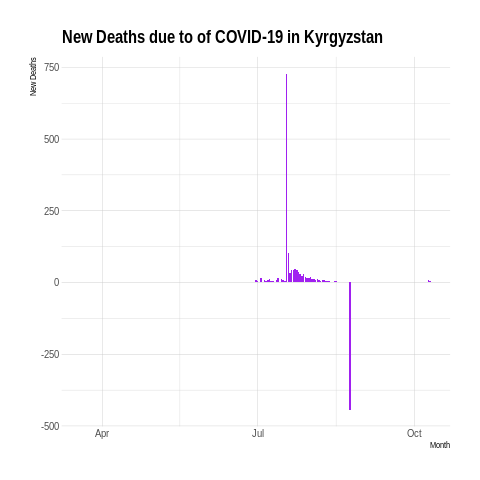 New Deaths due to of COVID-19 in Kyrgyzstan
New Deaths
750
500
250
0
-250
-500
Apr
Jul
Oct
Month